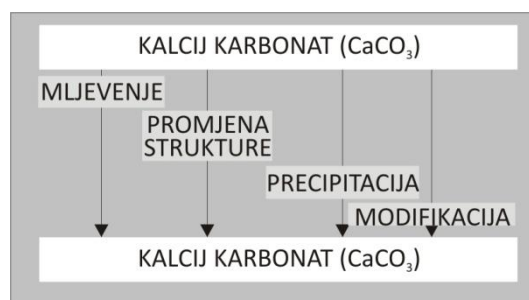 KALCIJ KARBONAT (CaCO₃)
MLJEVENJE
PROMJENA
STRUKTURE
PRECIPITACIJA
MODIFIKACIJA
KALCIJ KARBONAT (CaCO₃)